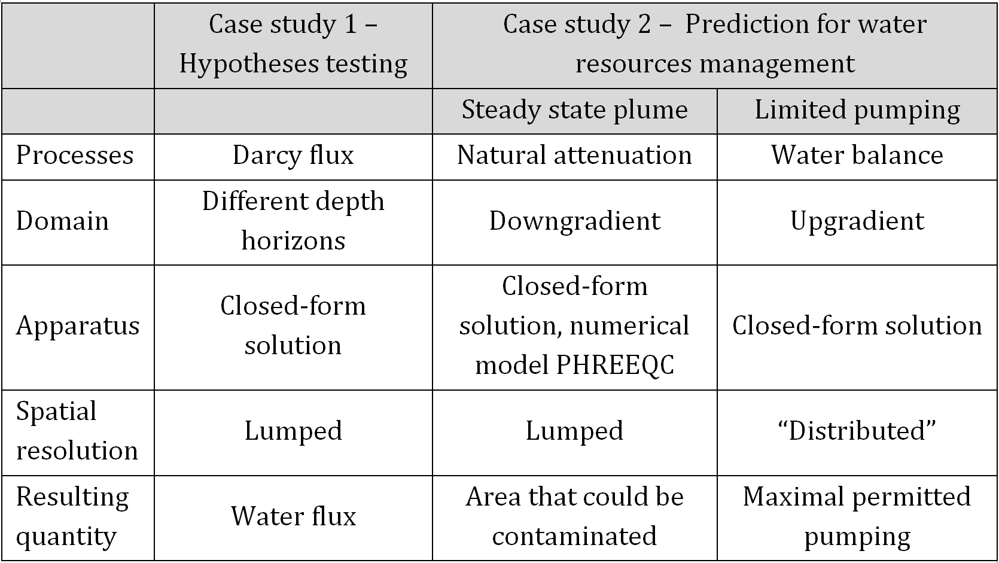 Case study 1 –
Hypotheses testing
Case study 2 – Prediction for water
resources management
Steady state plume
Limited pumping
Processes
Darcy flux
Natural attenuation
Water balance
Domain
Different depth
horizons
Downgradient
Upgradient
Apparatus
Closed-form
solution
Closed-form
solution, numerical
model PHREEQC
Closed-form solution
Spatial
resolution
Lumped
Lumped
“Distributed”
Resulting
quantity
Water flux
Area that could be
contaminated
Maximal permitted
pumping